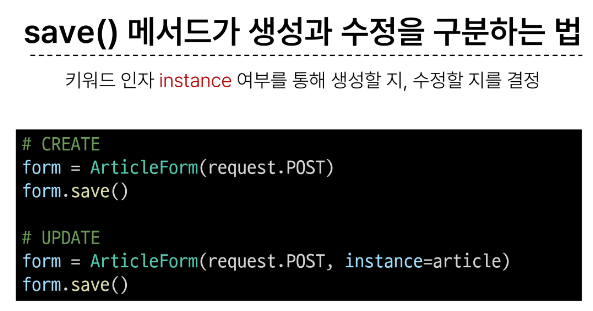 save() 메서드가 생성과 수정을 구분하는 법
키워드 인자 instance 여부를 통해 생성할 지, 수정할 지를 결정
# CREATE
form = ArticleForm(request.POST)
form.save()
# UPDATE
form = ArticleForm(request.POST, instance=article)
form.save()